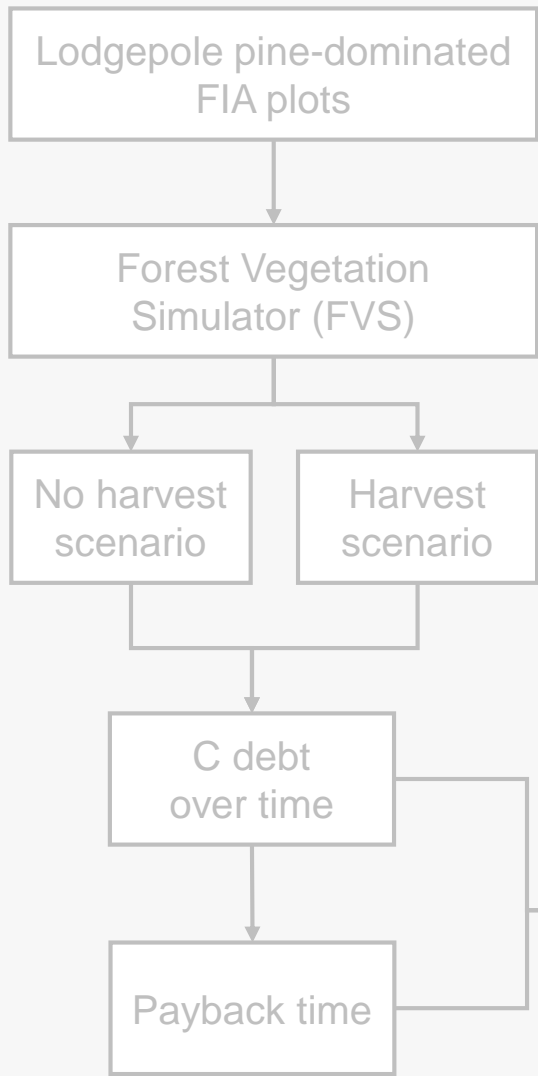 Lodgepole pine-dominated
FIA plots
Forest Vegetation
Simulator (FVS)
No harvest
scenario
Harvest
scenario
C debt
over time
Payback time